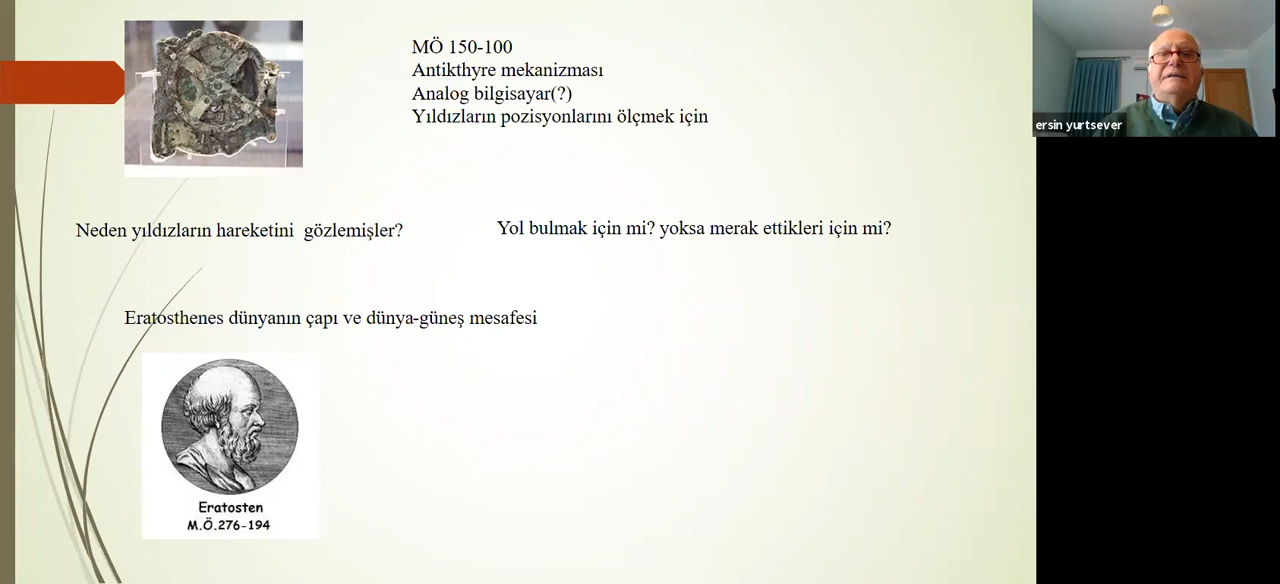 MÖ 150-100
Antikthyre mekanizması
Analog bilgisayar(?)
Yıldızların pozisyonlarını ölçmek için
ersin yurtsever
Neden yıldızların hareketini  gözlemişler?
Yol bulmak için mi? yoksa merak ettikleri için mi?
Eratosthenes dünyanın çapı ve dünya-güneş mesafesi
Eratosten
M.Ö.276-194